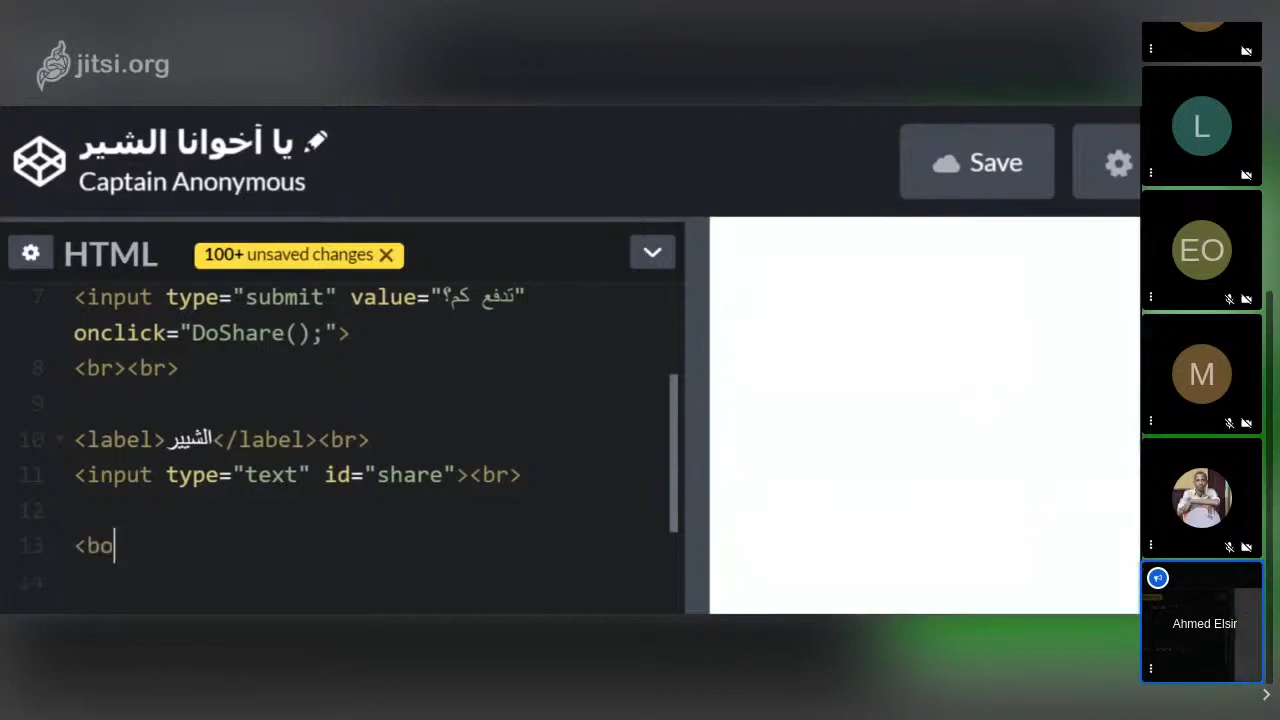 jitsi.org
يا أخوانا الشير
Captain Anonymous
Save
HTML
100+ unsaved changes
7 <input type="submit" value="تدفع كم؟"
onclick="DoShare();">
8 <br><br>
9
10 <label>الشيير</label><br>
11 <input type="text" id="share"><br>
12
13 <bo
14
L
EO
M
Ahmed Elsir